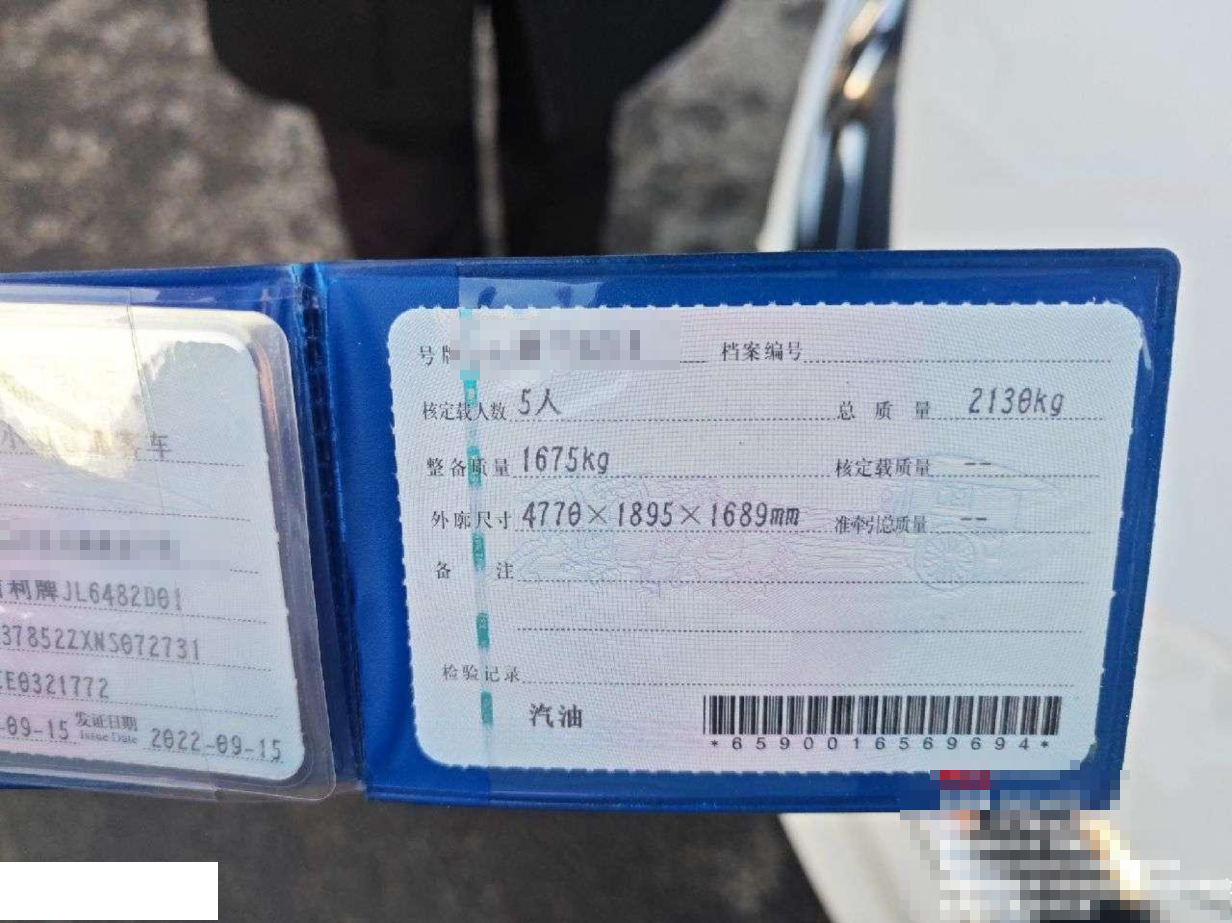 客车
利牌JL6482D01
37852ZXNS072731
E0321772
-09-15 发证日期 Issue Date 2022-09-15
号牌 档案编号
核定载人数 5人 总质量 2130kg
整备质量 1675kg 核定载质量 --
外廓尺寸 4770×1895×1689mm 准牵引总质量 --
备注
检验记录
汽油
*6590016569694*